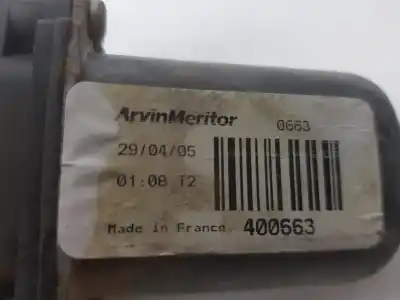 ArvinMeritor 0663
29/04/05
01:08 T2
Made in France 400663